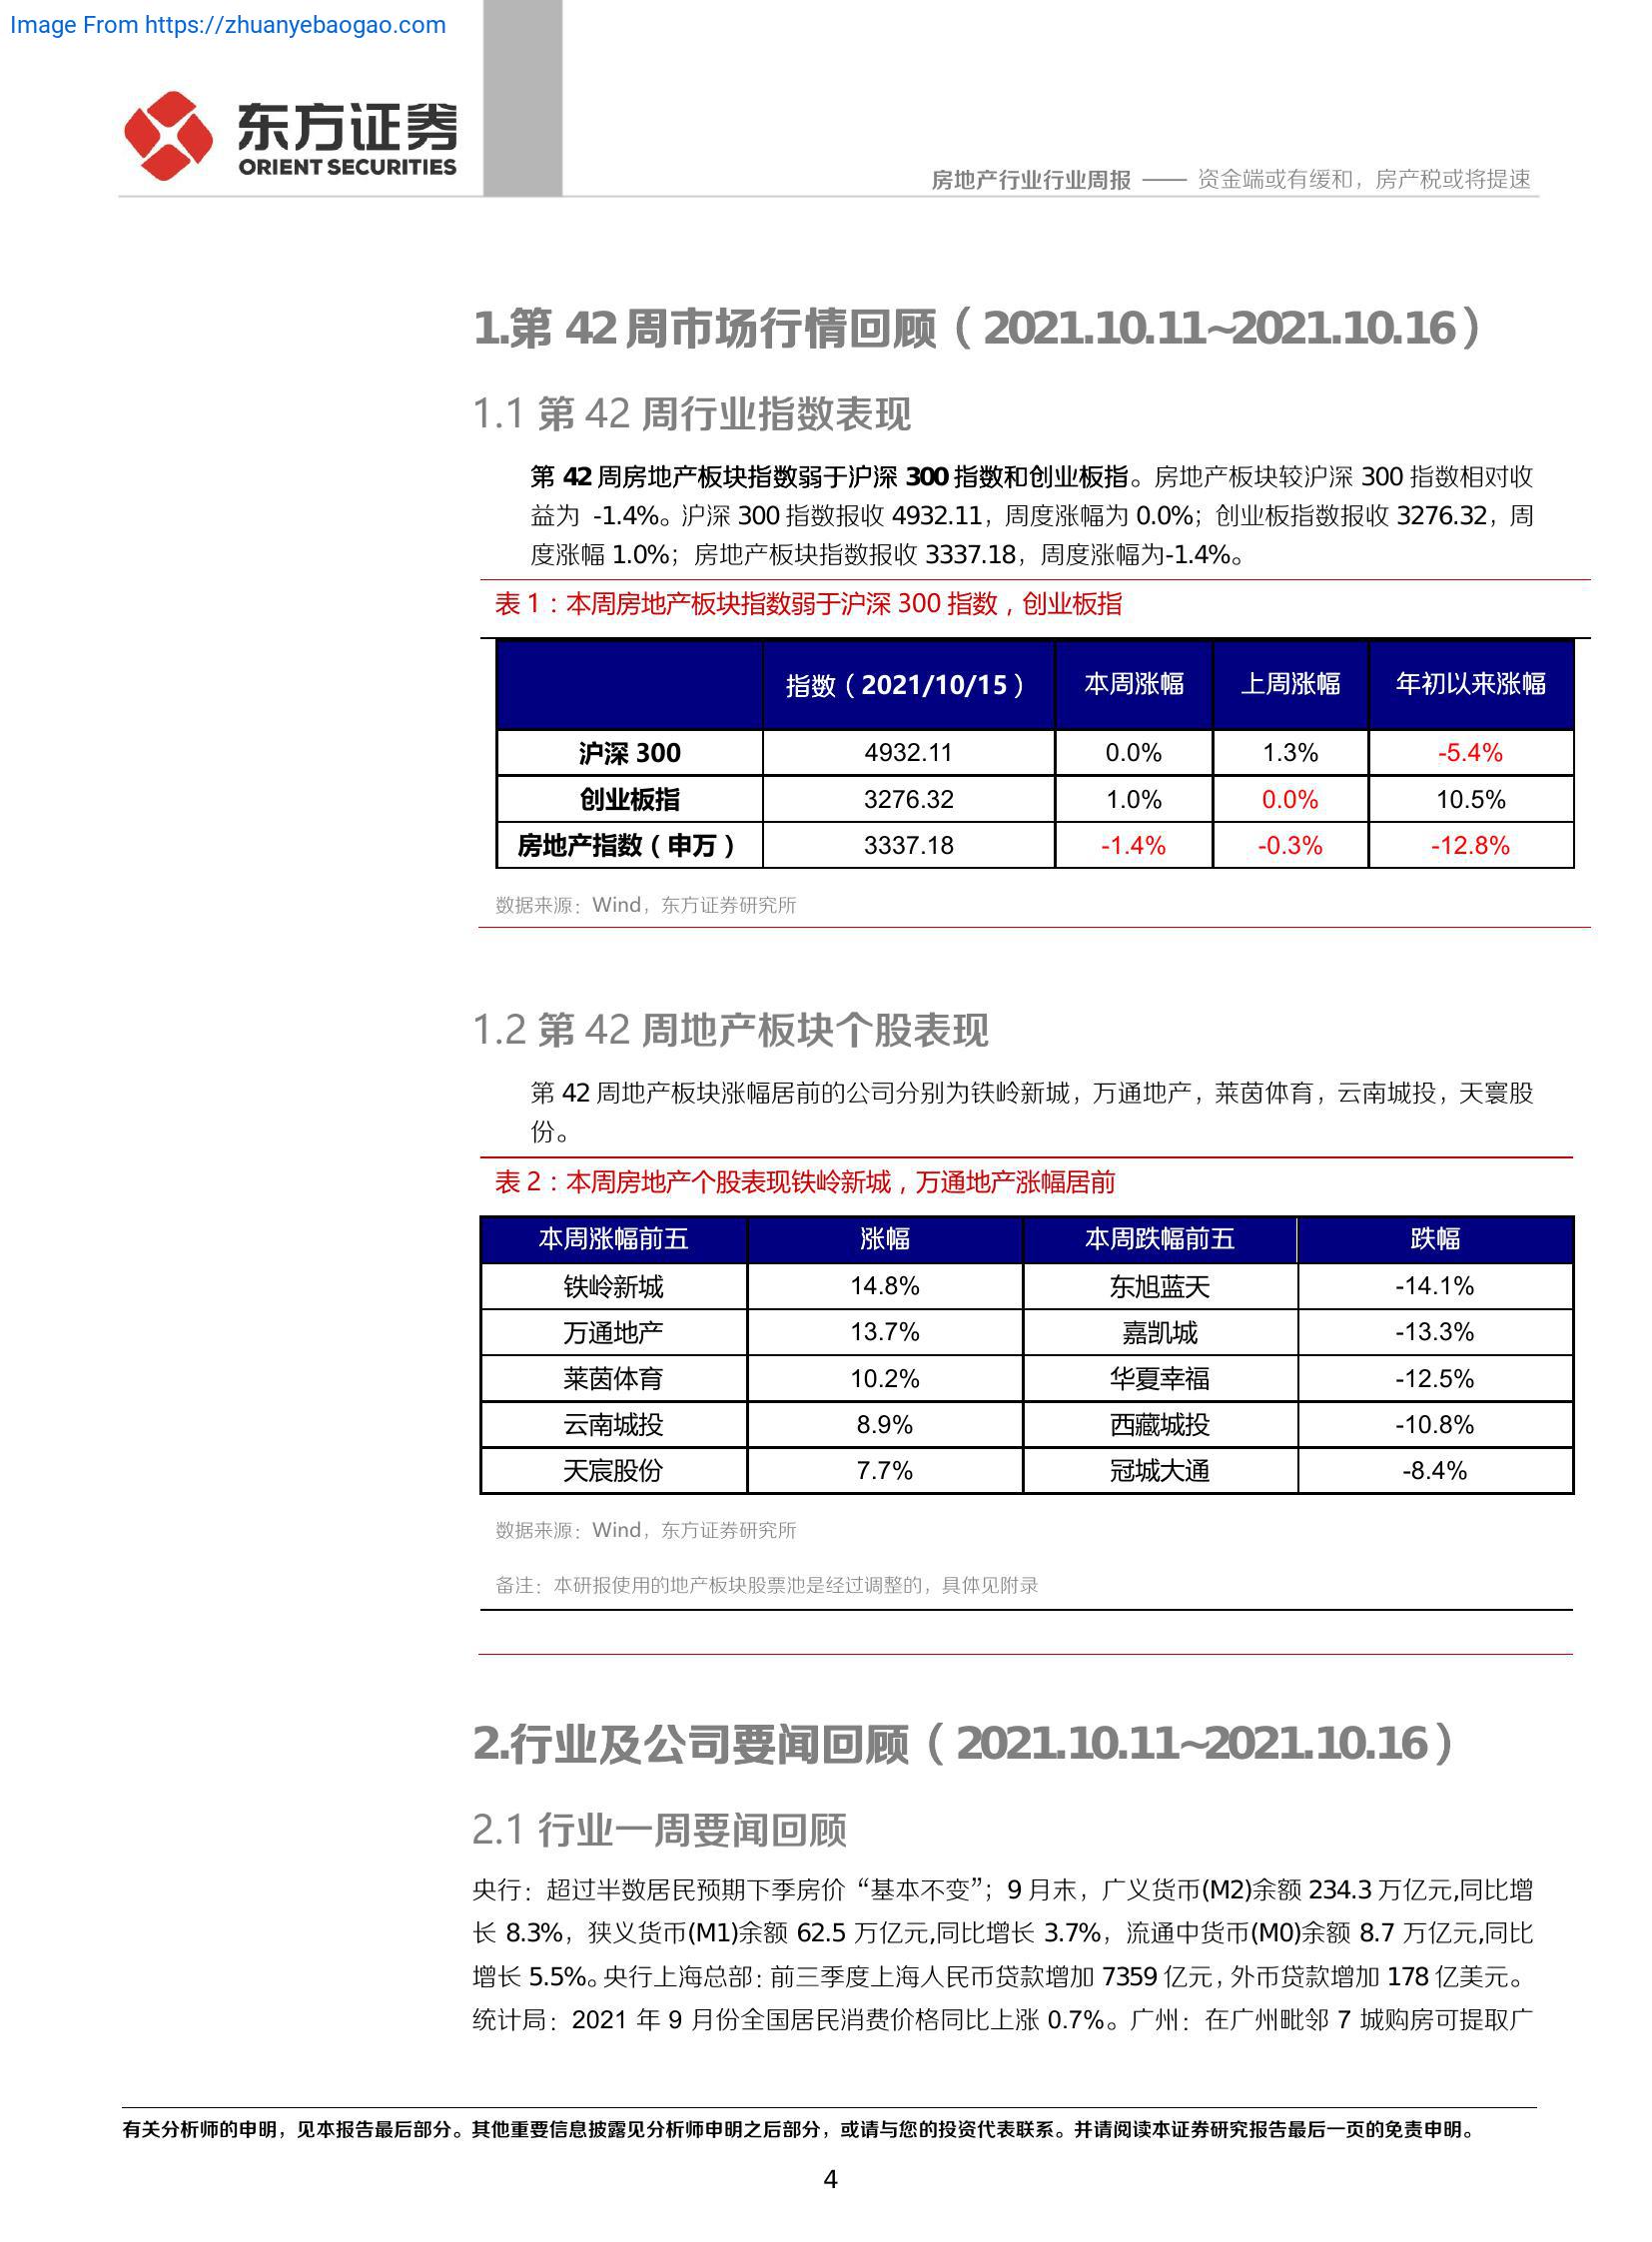 Image From https://zhuanyebaogao.com
东方证券
ORIENT SECURITIES
房地产行业行业周报 —— 资金端或有缓和，房产税或将提速
1.第 42 周市场行情回顾（2021.10.11~2021.10.16）
1.1 第 42 周行业指数表现
第 42 周房地产板块指数弱于沪深 300 指数和创业板指。房地产板块较沪深 300 指数相对收
益为 -1.4%。沪深 300 指数报收 4932.11，周度涨幅为 0.0%；创业板指数报收 3276.32，周
度涨幅 1.0%；房地产板块指数报收 3337.18，周度涨幅为-1.4%。
表 1：本周房地产板块指数弱于沪深 300 指数，创业板指
指数（2021/10/15） 本周涨幅 上周涨幅 年初以来涨幅
沪深 300 4932.11 0.0% 1.3% -5.4%
创业板指 3276.32 1.0% 0.0% 10.5%
房地产指数（申万） 3337.18 -1.4% -0.3% -12.8%
数据来源：Wind，东方证券研究所
1.2 第 42 周地产板块个股表现
第 42 周地产板块涨幅居前的公司分别为铁岭新城，万通地产，莱茵体育，云南城投，天寰股
份。
表 2：本周房地产个股表现铁岭新城，万通地产涨幅居前
本周涨幅前五 涨幅 本周跌幅前五 跌幅
铁岭新城 14.8% 东旭蓝天 -14.1%
万通地产 13.7% 嘉凯城 -13.3%
莱茵体育 10.2% 华夏幸福 -12.5%
云南城投 8.9% 西藏城投 -10.8%
天宸股份 7.7% 冠城大通 -8.4%
数据来源：Wind，东方证券研究所
备注：本研报使用的地产板块股票池是经过调整的，具体见附录
2.行业及公司要闻回顾（2021.10.11~2021.10.16）
2.1 行业一周要闻回顾
央行：超过半数居民预期下季房价“基本不变”；9 月末，广义货币(M2)余额 234.3 万亿元,同比增
长 8.3%，狭义货币(M1)余额 62.5 万亿元,同比增长 3.7%，流通中货币(M0)余额 8.7 万亿元,同比
增长 5.5%。央行上海总部：前三季度上海人民币贷款增加 7359 亿元，外币贷款增加 178 亿美元。
统计局：2021 年 9 月份全国居民消费价格同比上涨 0.7%。广州：在广州毗邻 7 城购房可提取广
有关分析师的申明，见本报告最后部分。其他重要信息披露见分析师申明之后部分，或请与您的投资代表联系。并请阅读本证券研究报告最后一页的免责申明。
4